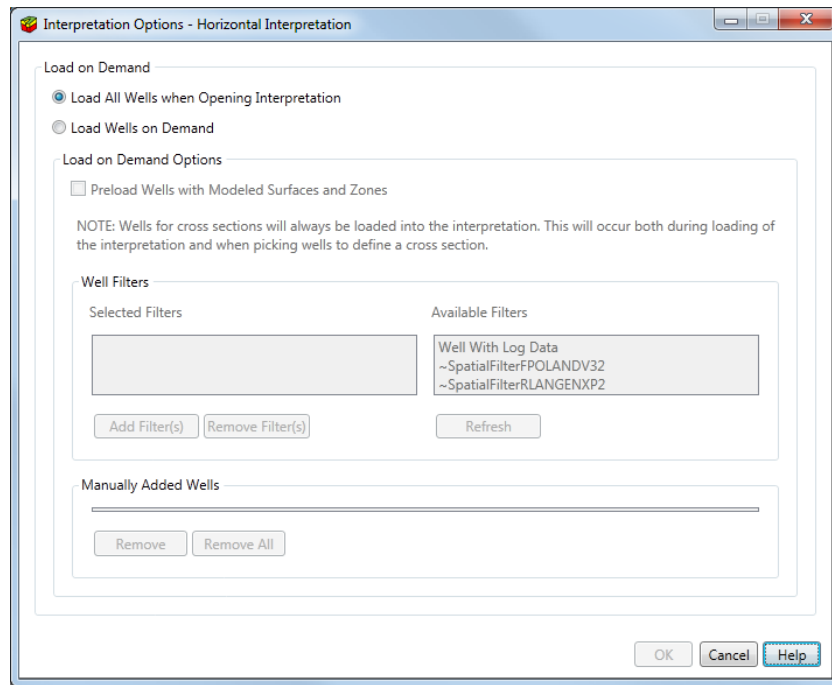 Interpretation Options - Horizontal Interpretation
Load on Demand
Load All Wells when Opening Interpretation
Load Wells on Demand
Load on Demand Options
Preload Wells with Modeled Surfaces and Zones
NOTE: Wells for cross sections will always be loaded into the interpretation. This will occur both during loading of
the interpretation and when picking wells to define a cross section.
Well Filters
Selected Filters
Available Filters
Well With Log Data
~SpatialFilterFPOLANDV32
~SpatialFilterRLANGENXP2
Add Filter(s) Remove Filter(s) Refresh
Manually Added Wells
Remove Remove All
OK Cancel Help